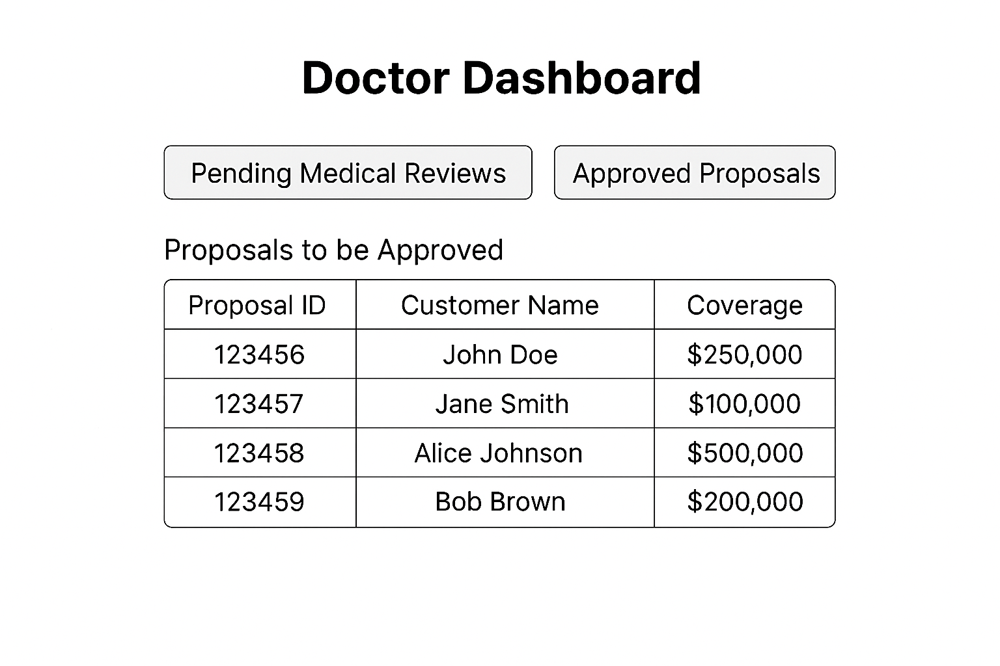 Doctor Dashboard
Pending Medical Reviews Approved Proposals
Proposals to be Approved
Proposal ID Customer Name Coverage
123456 John Doe $250,000
123457 Jane Smith $100,000
123458 Alice Johnson $500,000
123459 Bob Brown $200,000